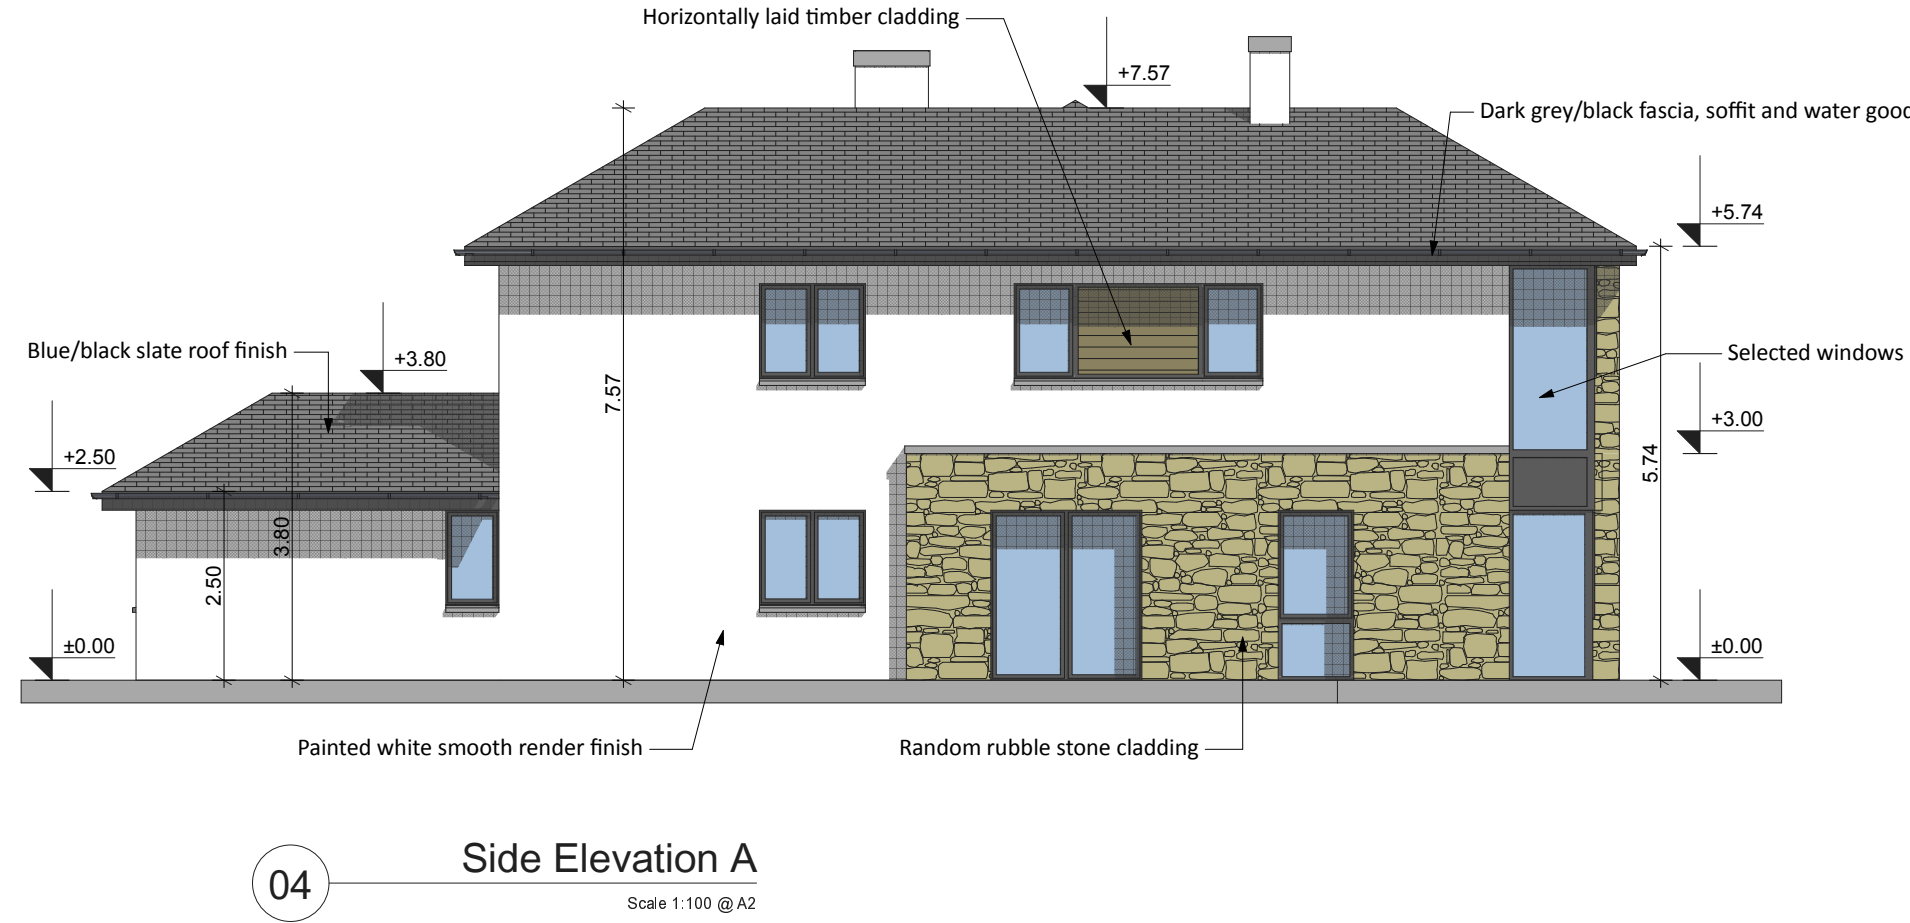 Horizontally laid timber cladding
+7.57
Dark grey/black fascia, soffit and water good
+5.74
Blue/black slate roof finish
+3.80
7.57
Selected windows
+3.00
+2.50
5.74
3.80
2.50
±0.00
±0.00
Painted white smooth render finish
Random rubble stone cladding
04
Side Elevation A
Scale 1:100 @ A2